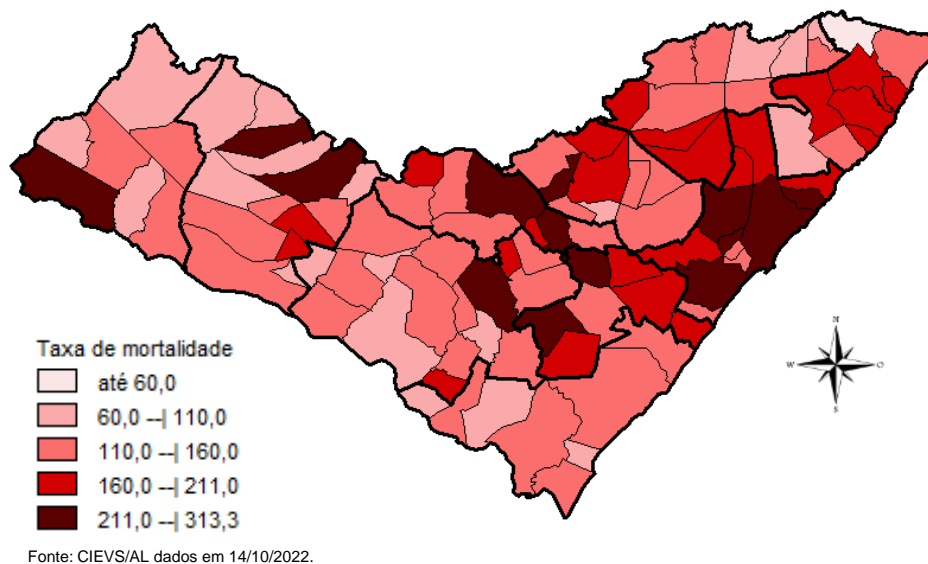 N
W
O
S
Taxa de mortalidade
até 60,0
60,0 --| 110,0
110,0 --| 160,0
160,0 --| 211,0
211,0 --| 313,3
Fonte: CIEVS/AL dados em 14/10/2022.